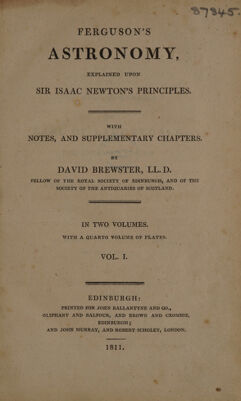 87845.
FERGUSON'S
ASTRONOMY,
EXPLAINED UPON
SIR ISAAC NEWTON'S PRINCIPLES.
WITH
NOTES, AND SUPPLEMENTARY CHAPTERS.
BY
DAVID BREWSTER, LL. D.
FELLOW OF THE ROYAL SOCIETY OF EDINBURGH, AND OF THE
SOCIETY OF THE ANTIQUARIES OF SCOTLAND.
IN TWO VOLUMES.
WITH A QUARTO VOLUME OF PLATES.
VOL. I.
EDINBURGH:
PRINTED FOR JOHN BALLANTYNE AND CO.,
OLIPHANT AND BALFOUR, AND BROWN AND CROMBIE,
EDINBURGH;
AND JOHN MURRAY, AND ROBERT SCHOLEY, LONDON.
1811.